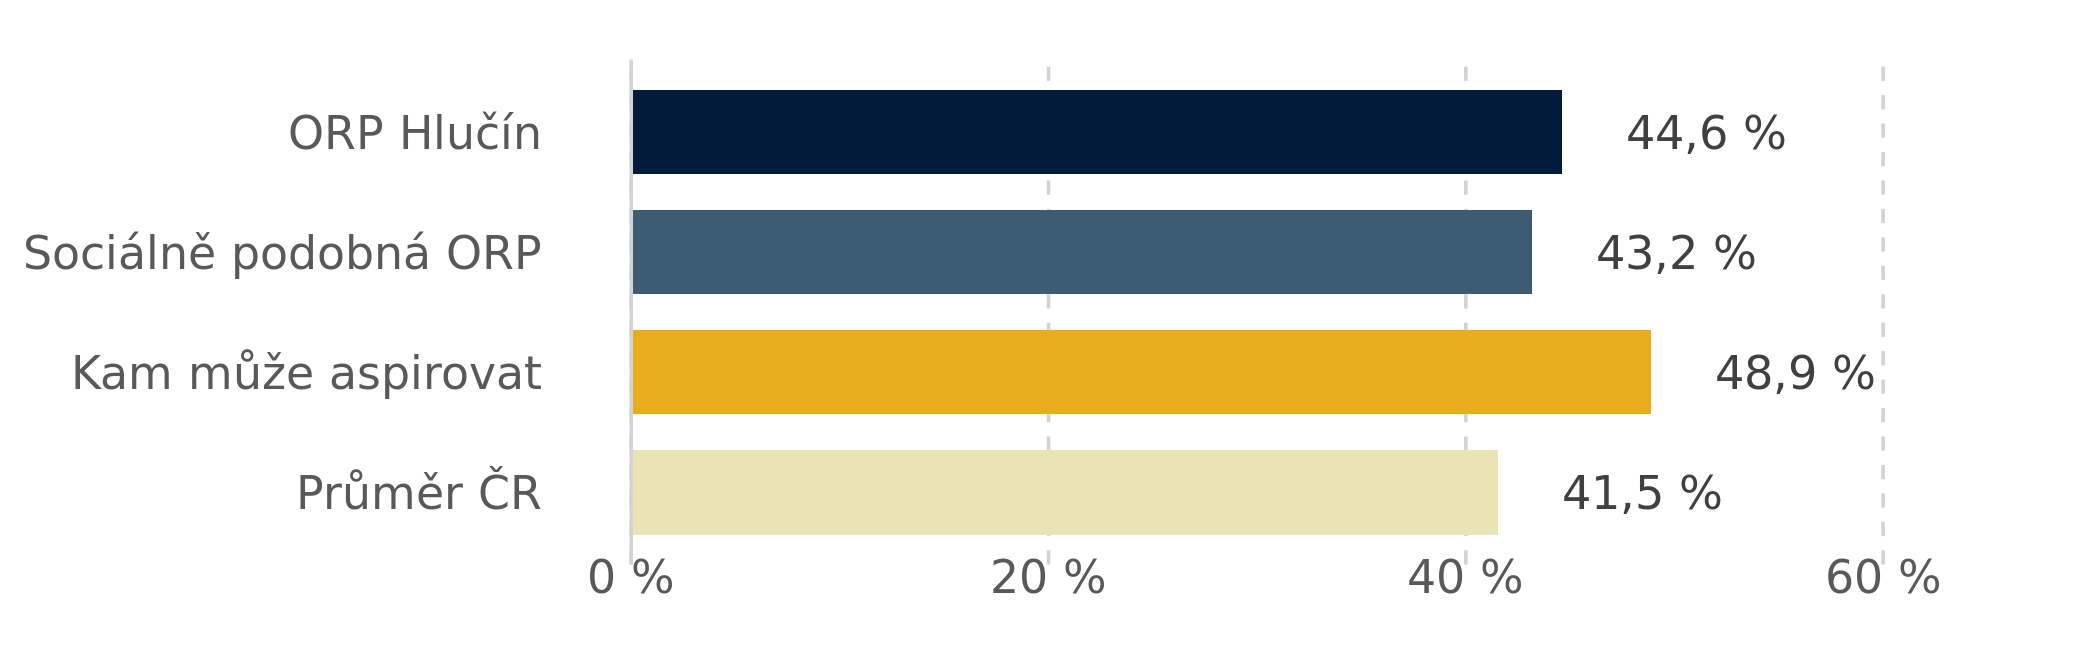 ORP Hlučín 44,6 %
Sociálně podobná ORP 43,2 %
Kam může aspirovat 48,9 %
Průměr ČR 41,5 %
0 % 20 % 40 % 60 %